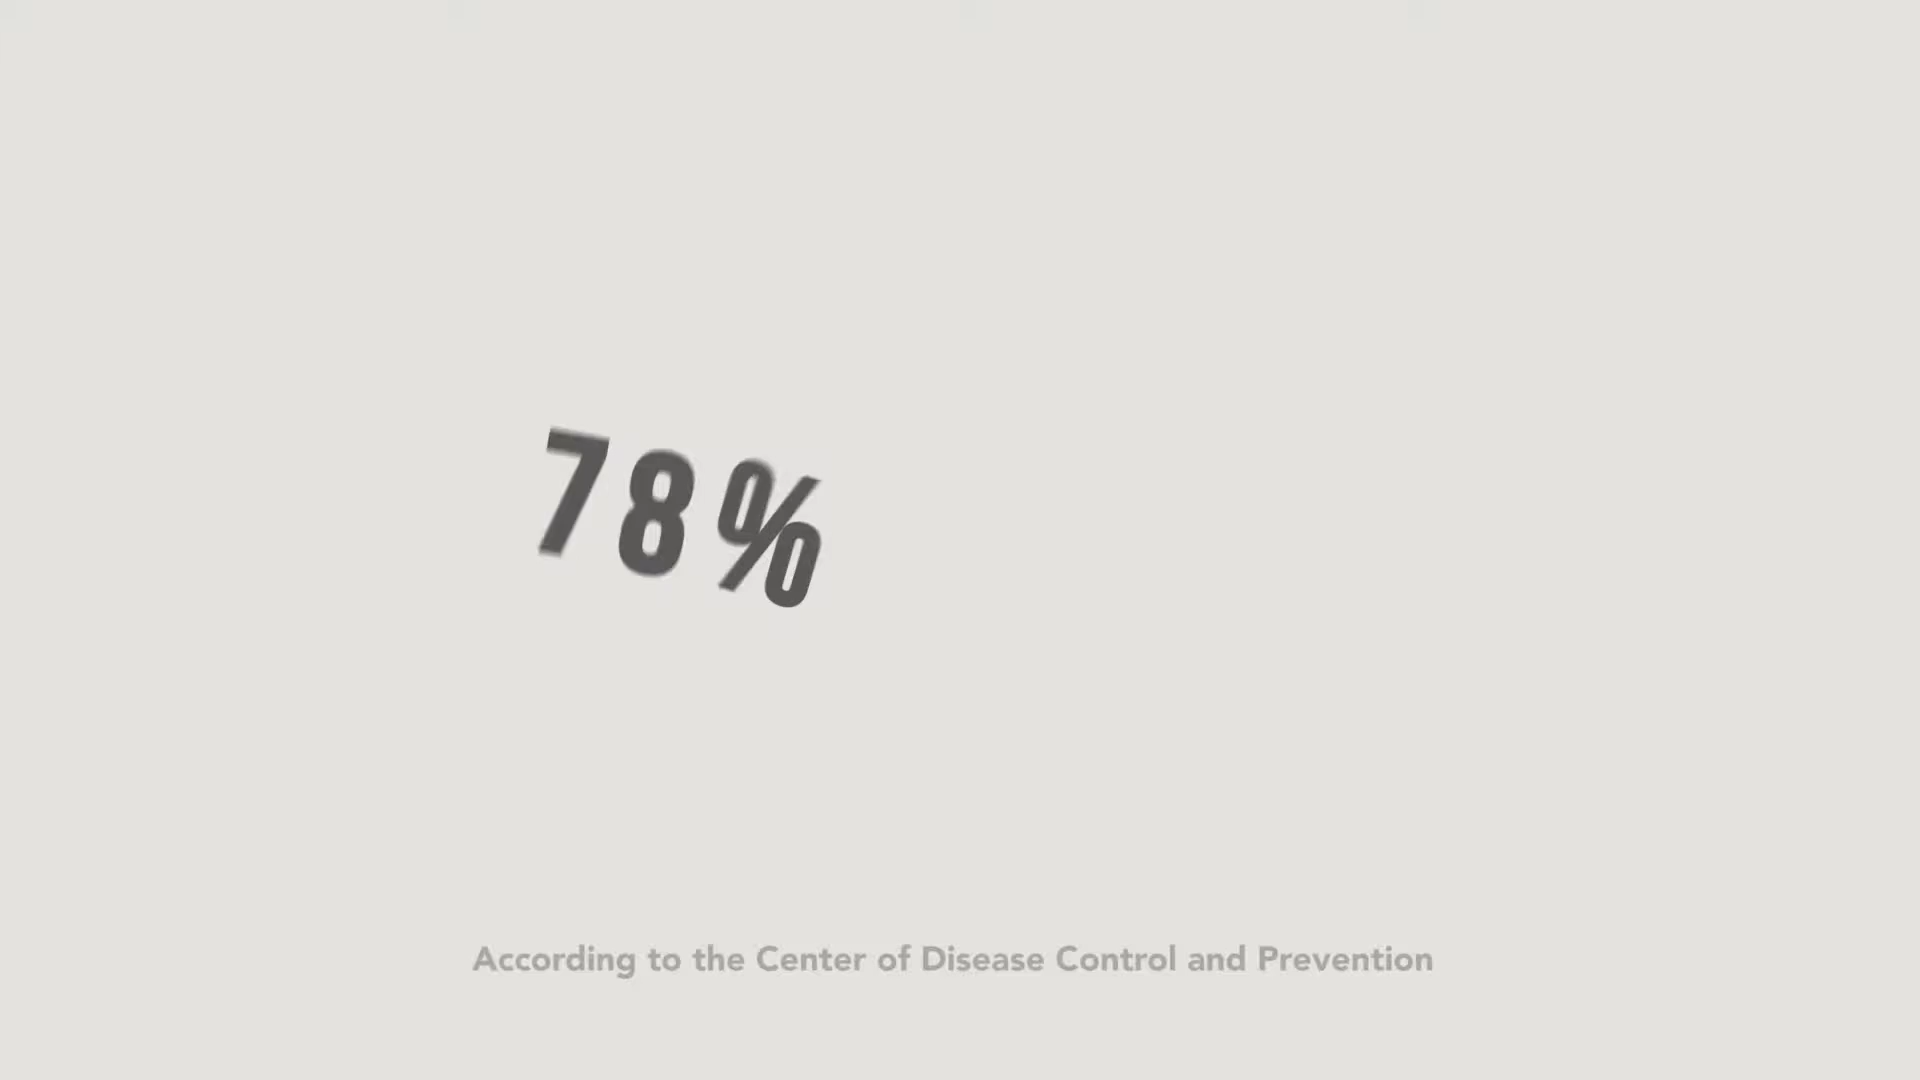 78%
According to the Center of Disease Control and Prevention